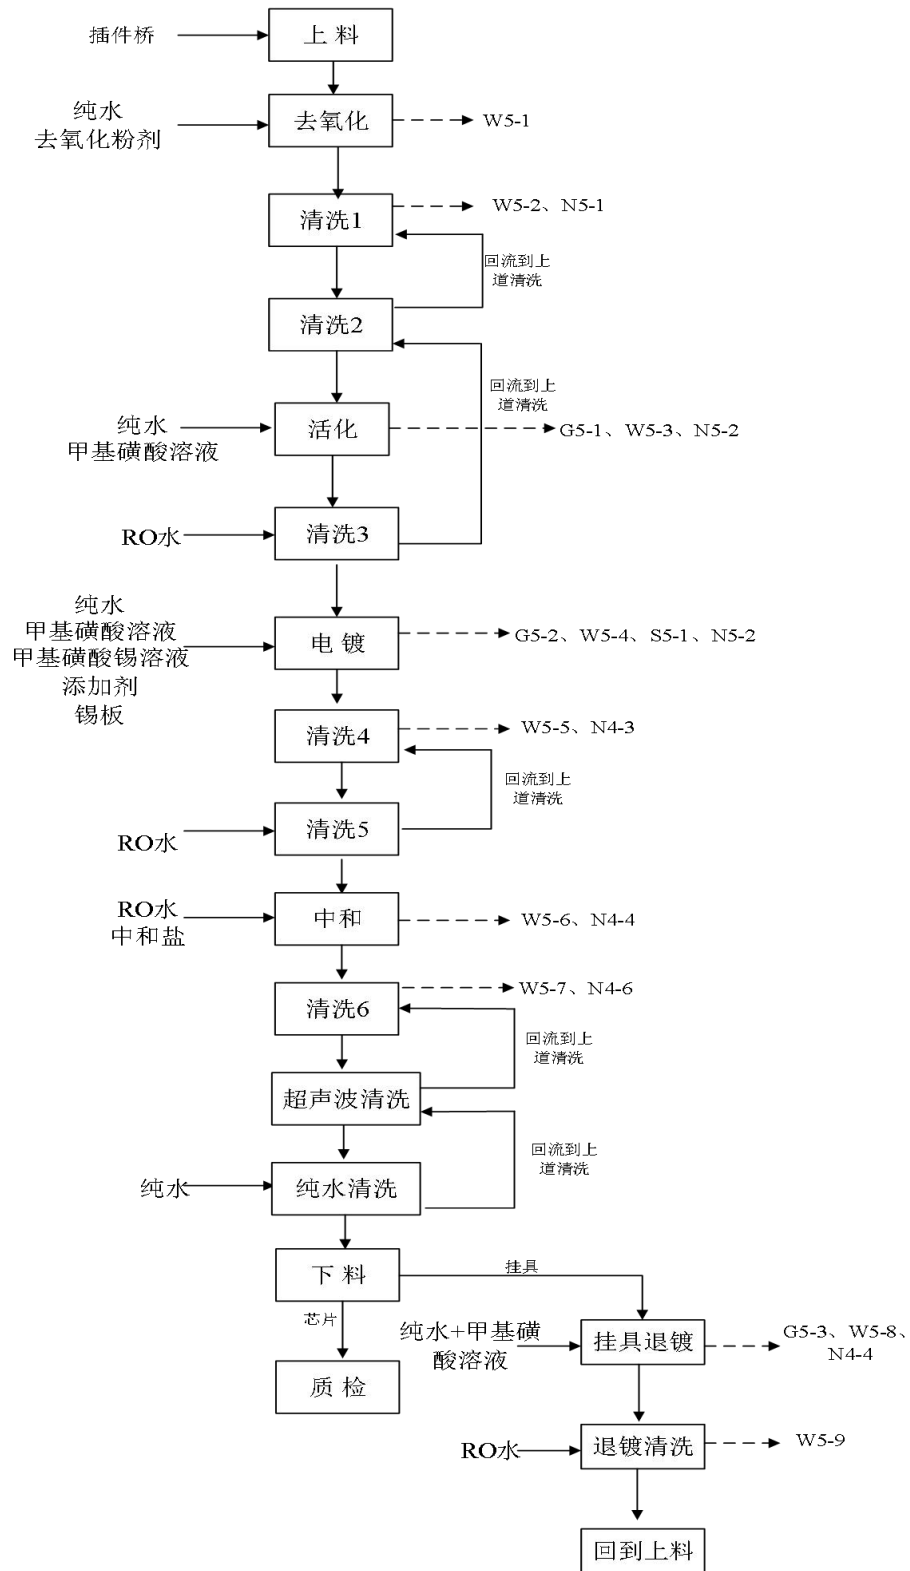 插件桥
上料
纯水
去氧化粉剂
去氧化
W5-1
清洗1
W5-2、N5-1
回流到上
道清洗
清洗2
回流到上
道清洗
纯水
甲基磺酸溶液
活化
G5-1、W5-3、N5-2
RO水
清洗3
纯水
甲基磺酸溶液
甲基磺酸锡溶液
添加剂
锡板
电镀
G5-2、W5-4、S5-1、N5-2
清洗4
W5-5、N4-3
回流到上
道清洗
RO水
清洗5
RO水
中和盐
中和
W5-6、N4-4
清洗6
W5-7、N4-6
回流到上
道清洗
超声波清洗
回流到上
道清洗
纯水
纯水清洗
下料
挂具
芯片
质检
纯水+甲基磺
酸溶液
挂具退镀
G5-3、W5-8、
N4-4
RO水
退镀清洗
W5-9
回到上料